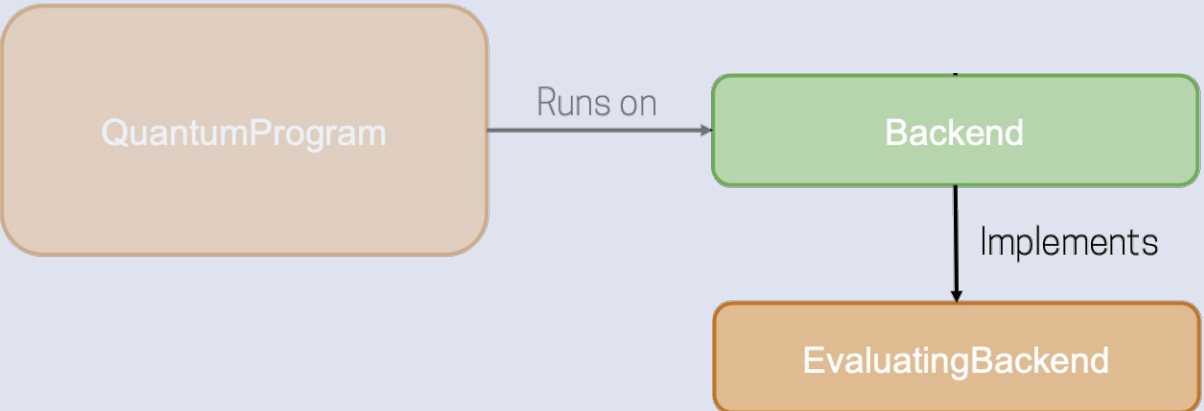 Runs on
QuantumProgram
Backend
Implements
EvaluatingBackend